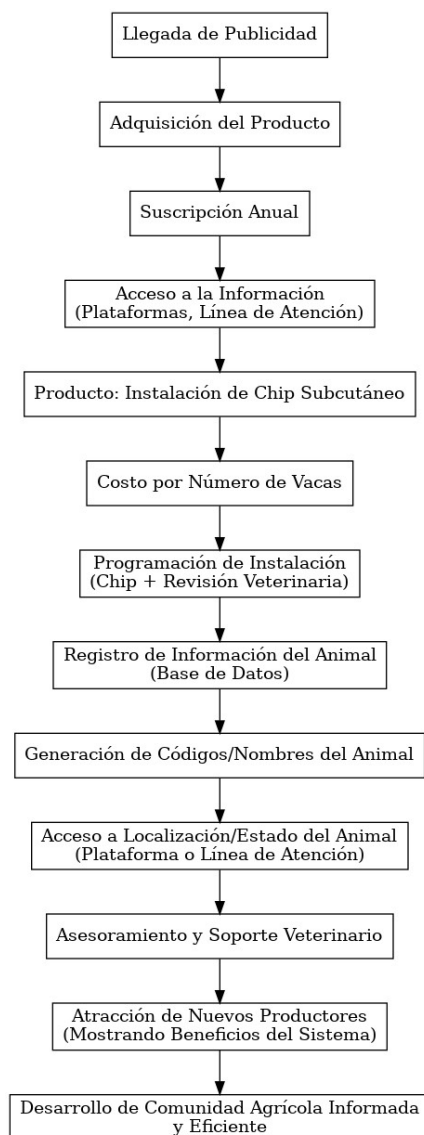 Llegada de Publicidad
Adquisición del Producto
Suscripción Anual
Acceso a la Información
(Plataformas, Línea de Atención)
Producto: Instalación de Chip Subcutáneo
Costo por Número de Vacas
Programación de Instalación
(Chip + Revisión Veterinaria)
Registro de Información del Animal
(Base de Datos)
Generación de Códigos/Nombres del Animal
Acceso a Localización/Estado del Animal
(Plataforma o Línea de Atención)
Asesoramiento y Soporte Veterinario
Atracción de Nuevos Productores
(Mostrando Beneficios del Sistema)
Desarrollo de Comunidad Agrícola Informada
y Eficiente